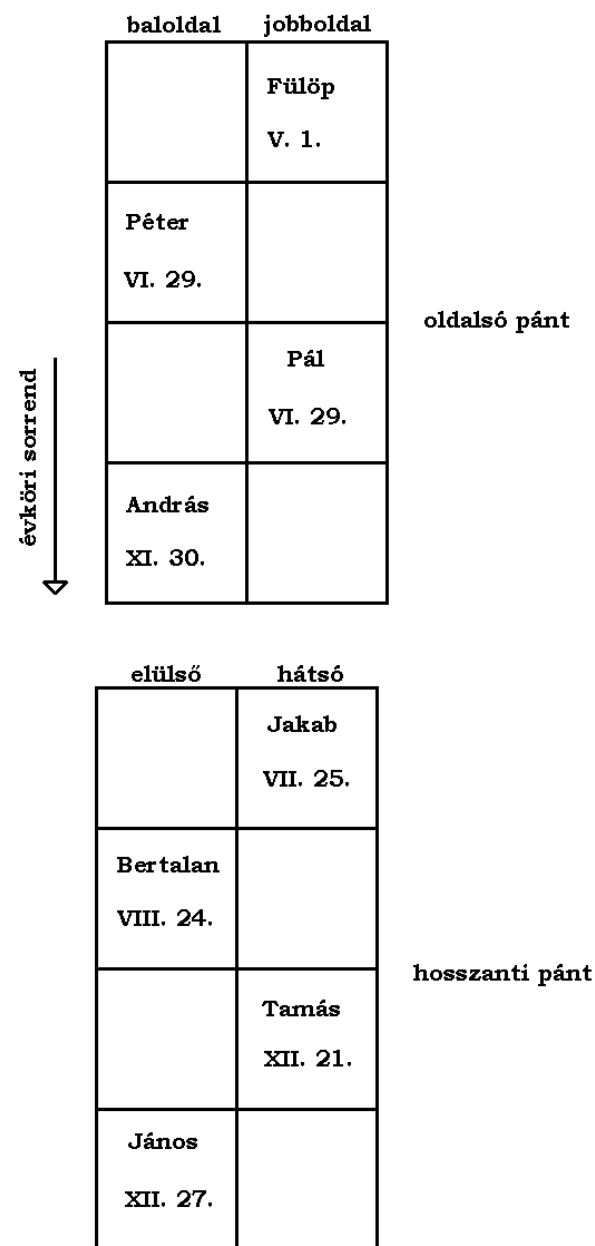 baloldal jobboldal
Fülöp
V. 1.
Péter
VI. 29.
oldalsó pánt
Pál
VI. 29.
évköri sorrend
András
XI. 30.
elülső hátsó
Jakab
VII. 25.
Bertalan
VIII. 24.
hosszanti pánt
Tamás
XII. 21.
János
XII. 27.